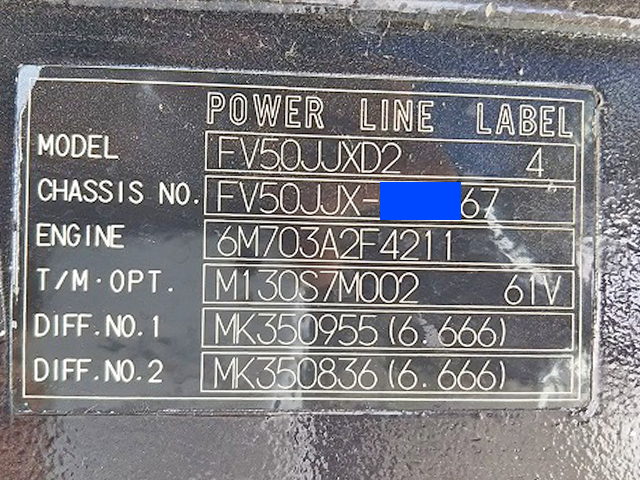 POWER LINE LABEL
MODEL FV50JJXD2 4
CHASSIS NO. FV50JJX- 67
ENGINE 6M703A2F4211
T/M·OPT. M130S7M002 61V
DIFF.NO.1 MK350955(6.666)
DIFF.NO.2 MK350836(6.666)